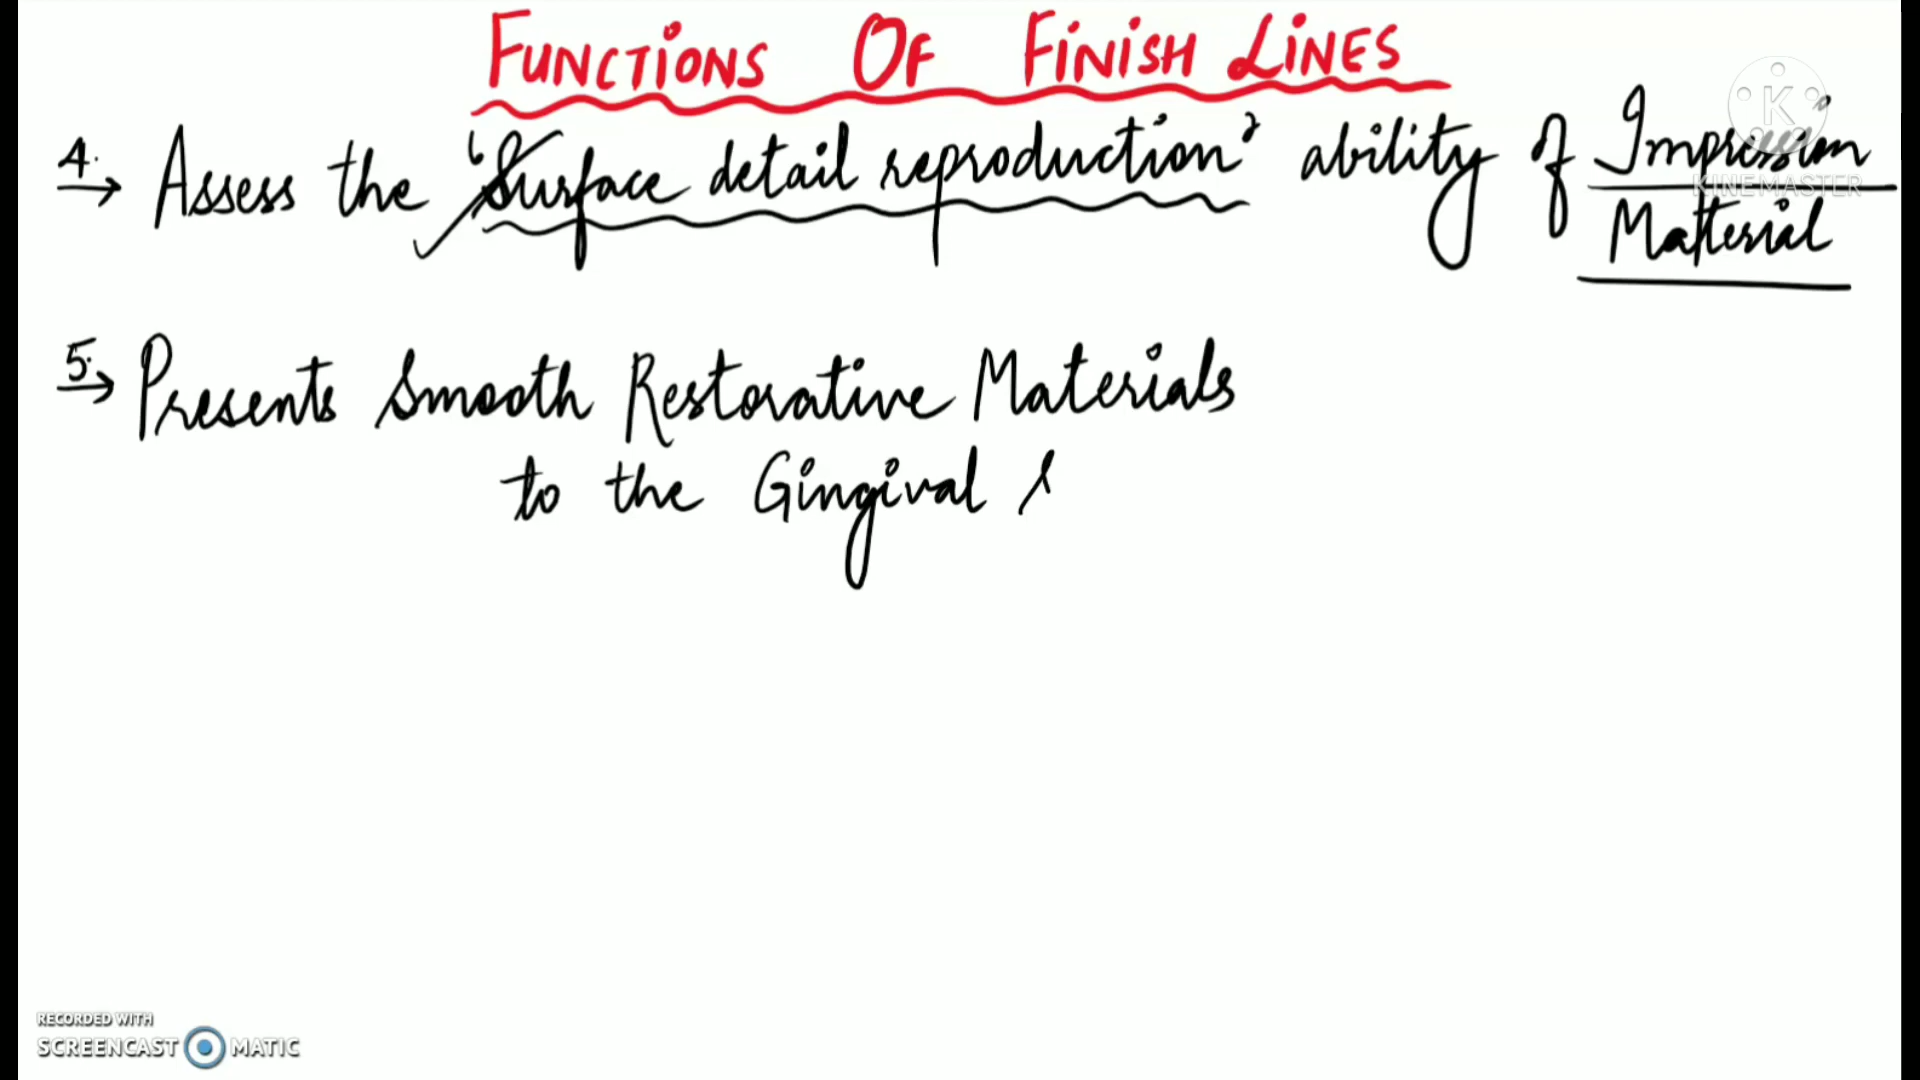 FUNCTIONS OF FINISH LINES
4. → Assess the 'Surface detail reproduction' ability of Impression
Material
5. → Presents Smooth Restorative Materials
to the Gingival
K
KINEMASTER
RECORDED WITH
SCREENCAST MATIC